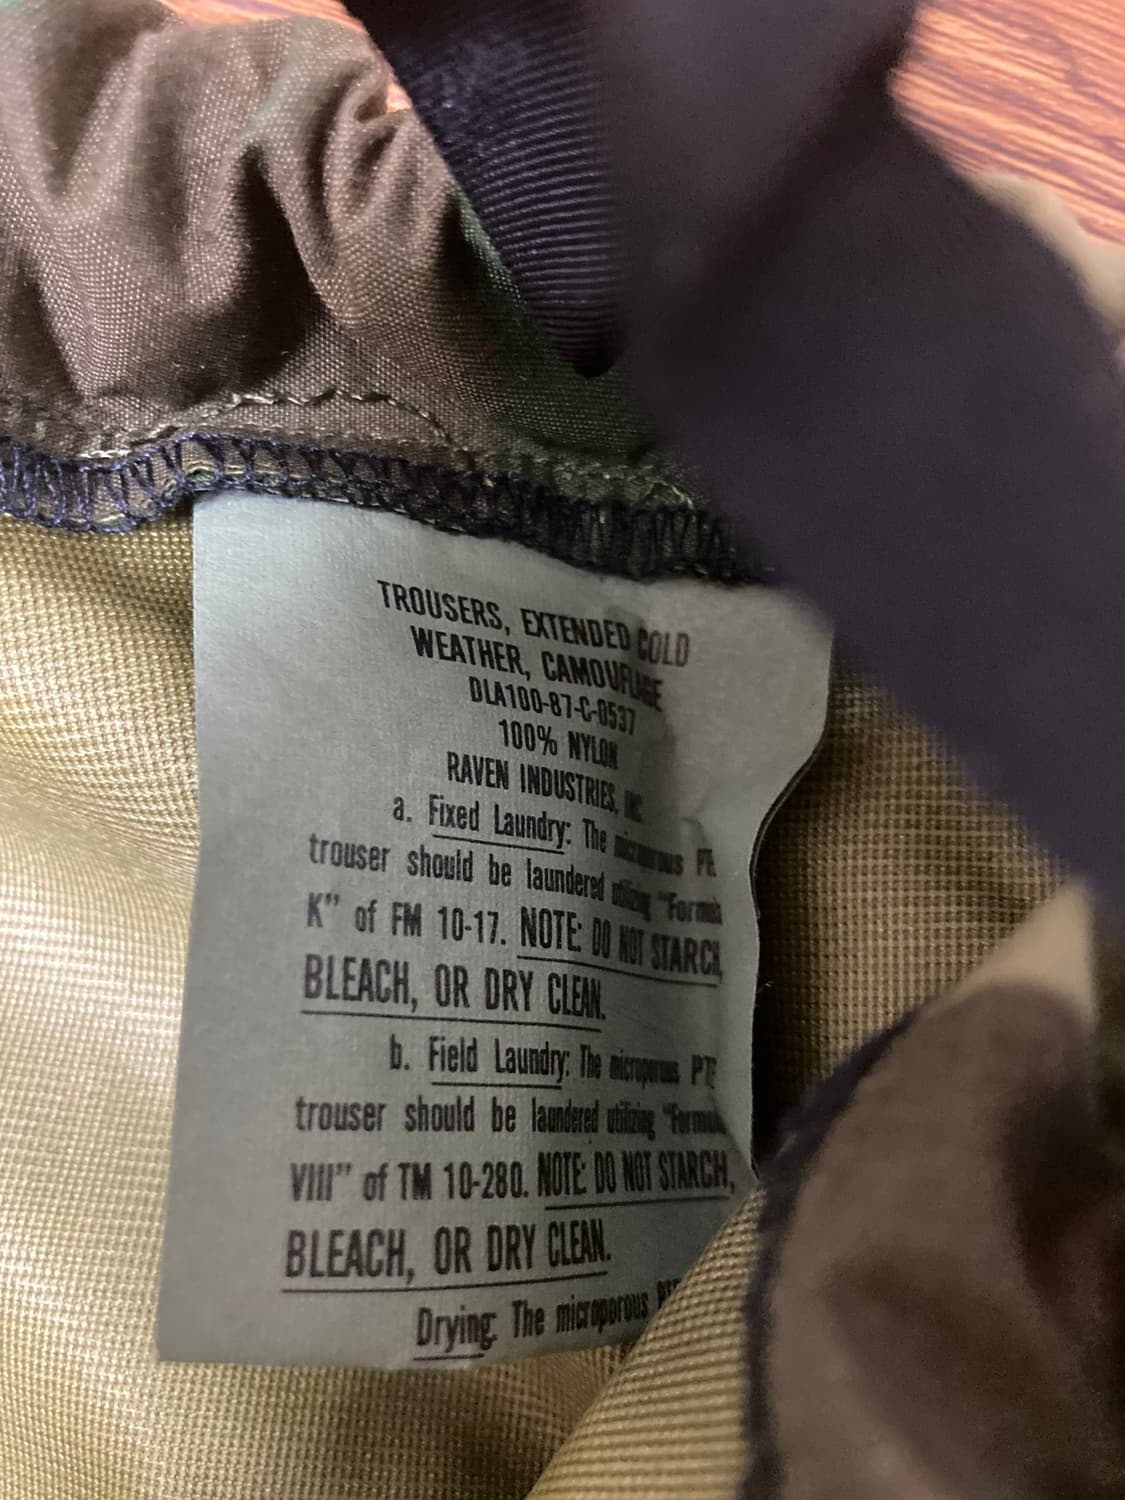 TROUSERS, EXTENDED COLD
WEATHER, CAMOUFLAGE
DLA100-87-C-0537
100% NYLON
RAVEN INDUSTRIES, INC
a. Fixed Laundry: The microporous
trouser should be laundered utilizing "Formula
K" of FM 10-17. NOTE: DO NOT STARCH,
BLEACH, OR DRY CLEAN.
b. Field Laundry: The microporous
trouser should be laundered utilizing "Formula
VIII" of TM 10-280. NOTE: DO NOT STARCH,
BLEACH, OR DRY CLEAN.
Drying: The microporous